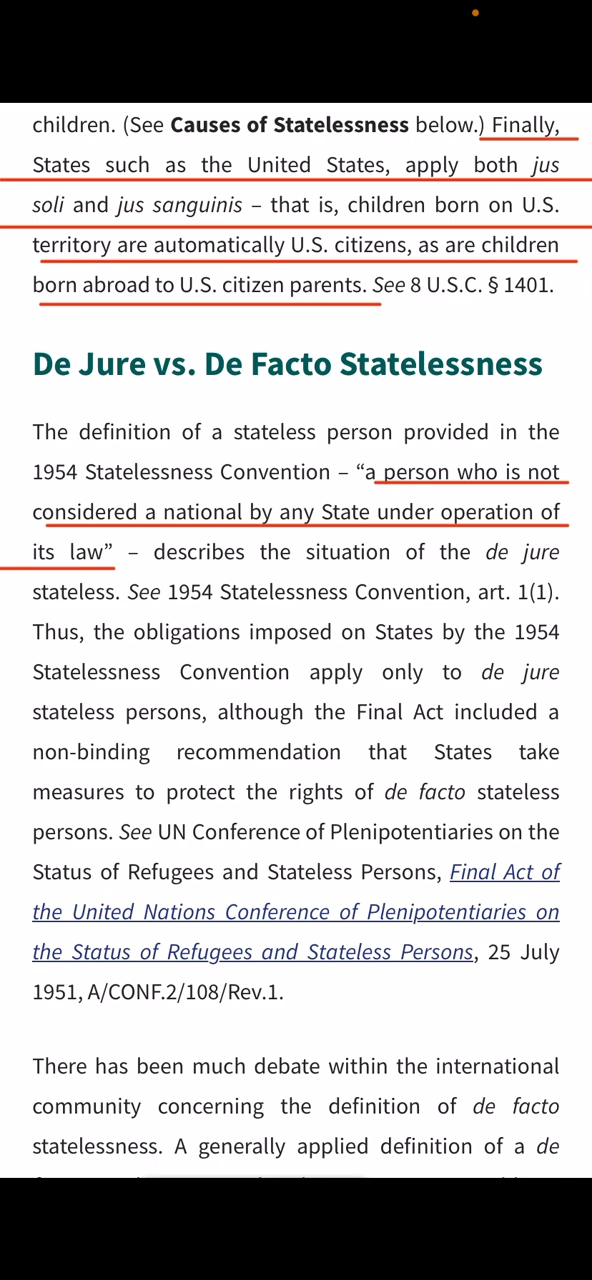 children. (See Causes of Statelessness below.) Finally,
States such as the United States, apply both jus
soli and jus sanguinis – that is, children born on U.S.
territory are automatically U.S. citizens, as are children
born abroad to U.S. citizen parents. See 8 U.S.C. § 1401.
De Jure vs. De Facto Statelessness
The definition of a stateless person provided in the
1954 Statelessness Convention – “a person who is not
considered a national by any State under operation of
its law” – describes the situation of the de jure
stateless. See 1954 Statelessness Convention, art. 1(1).
Thus, the obligations imposed on States by the 1954
Statelessness Convention apply only to de jure
stateless persons, although the Final Act included a
non-binding recommendation that States take
measures to protect the rights of de facto stateless
persons. See UN Conference of Plenipotentiaries on the
Status of Refugees and Stateless Persons, Final Act of
the United Nations Conference of Plenipotentiaries on
the Status of Refugees and Stateless Persons, 25 July
1951, A/CONF.2/108/Rev.1.
There has been much debate within the international
community concerning the definition of de facto
statelessness. A generally applied definition of a de